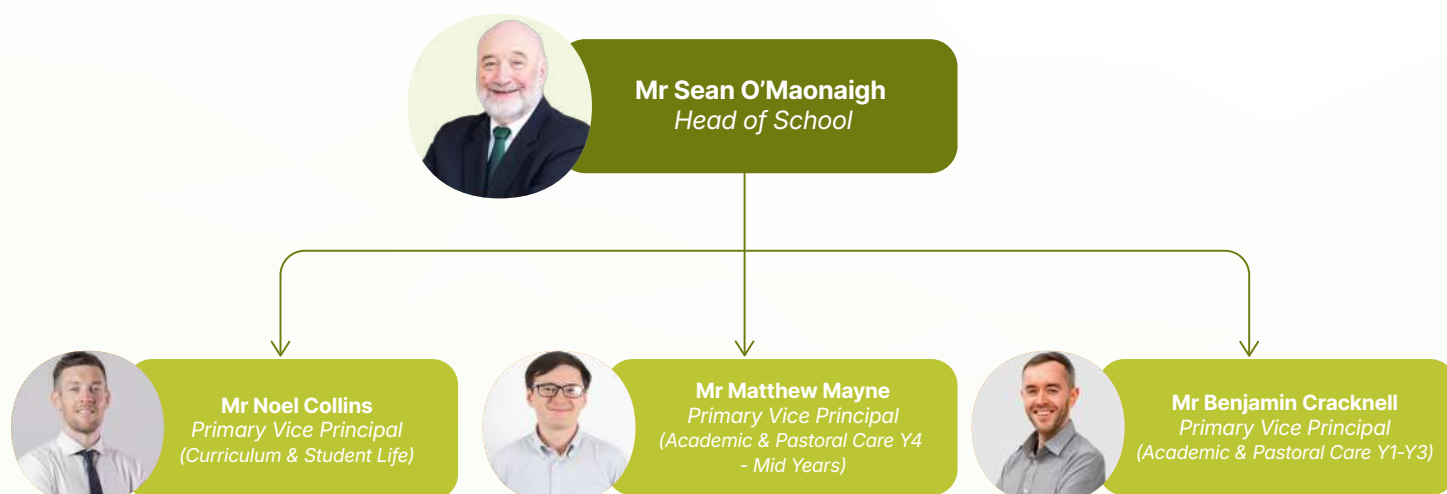 Mr Sean O’Maonaigh
Head of School
Mr Noel Collins
Primary Vice Principal
(Curriculum & Student Life)
Mr Matthew Mayne
Primary Vice Principal
(Academic & Pastoral Care Y4
- Mid Years)
Mr Benjamin Cracknell
Primary Vice Principal
(Academic & Pastoral Care Y1-Y3)